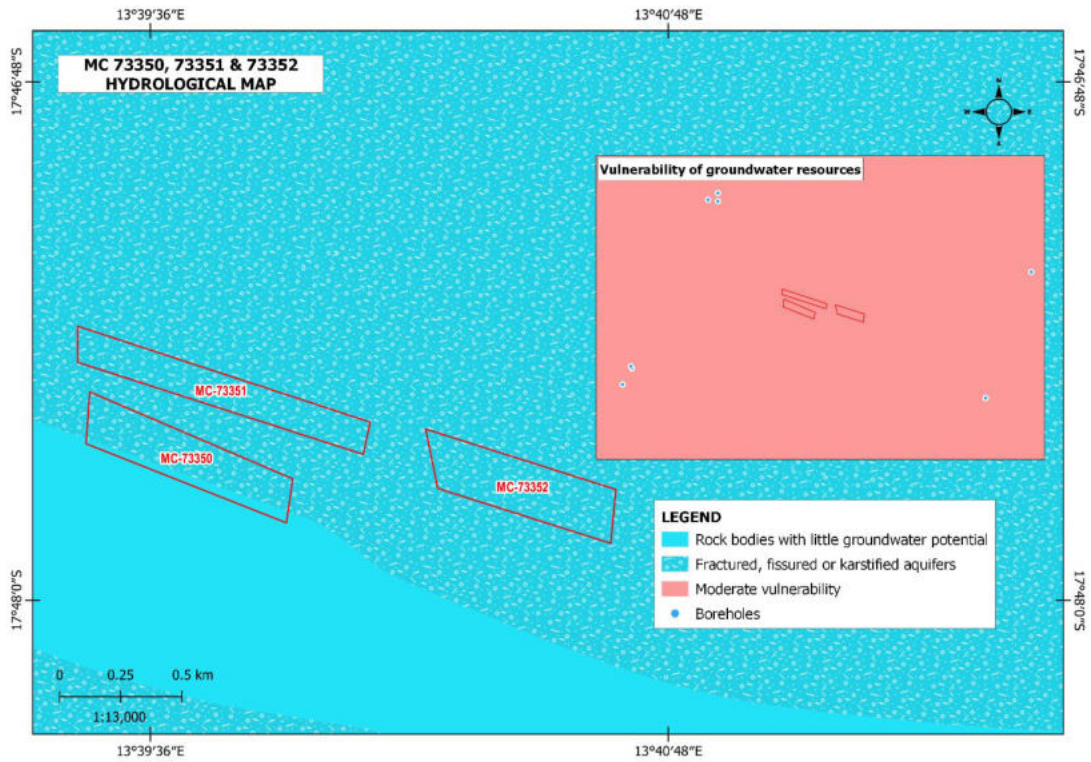 13°39'36"E
13°40'48"E
MC 73350, 73351 & 73352
HYDROLOGICAL MAP
17°46'48"S
17°46'48"S
N
W
E
Vulnerability of groundwater resources
MC-73351
MC-73350
MC-73352
LEGEND
Rock bodies with little groundwater potential
Fractured, fissured or karstified aquifers
Moderate vulnerability
Boreholes
17°48'0"S
17°48'0"S
0 0.25 0.5 km
1:13,000
13°39'36"E
13°40'48"E